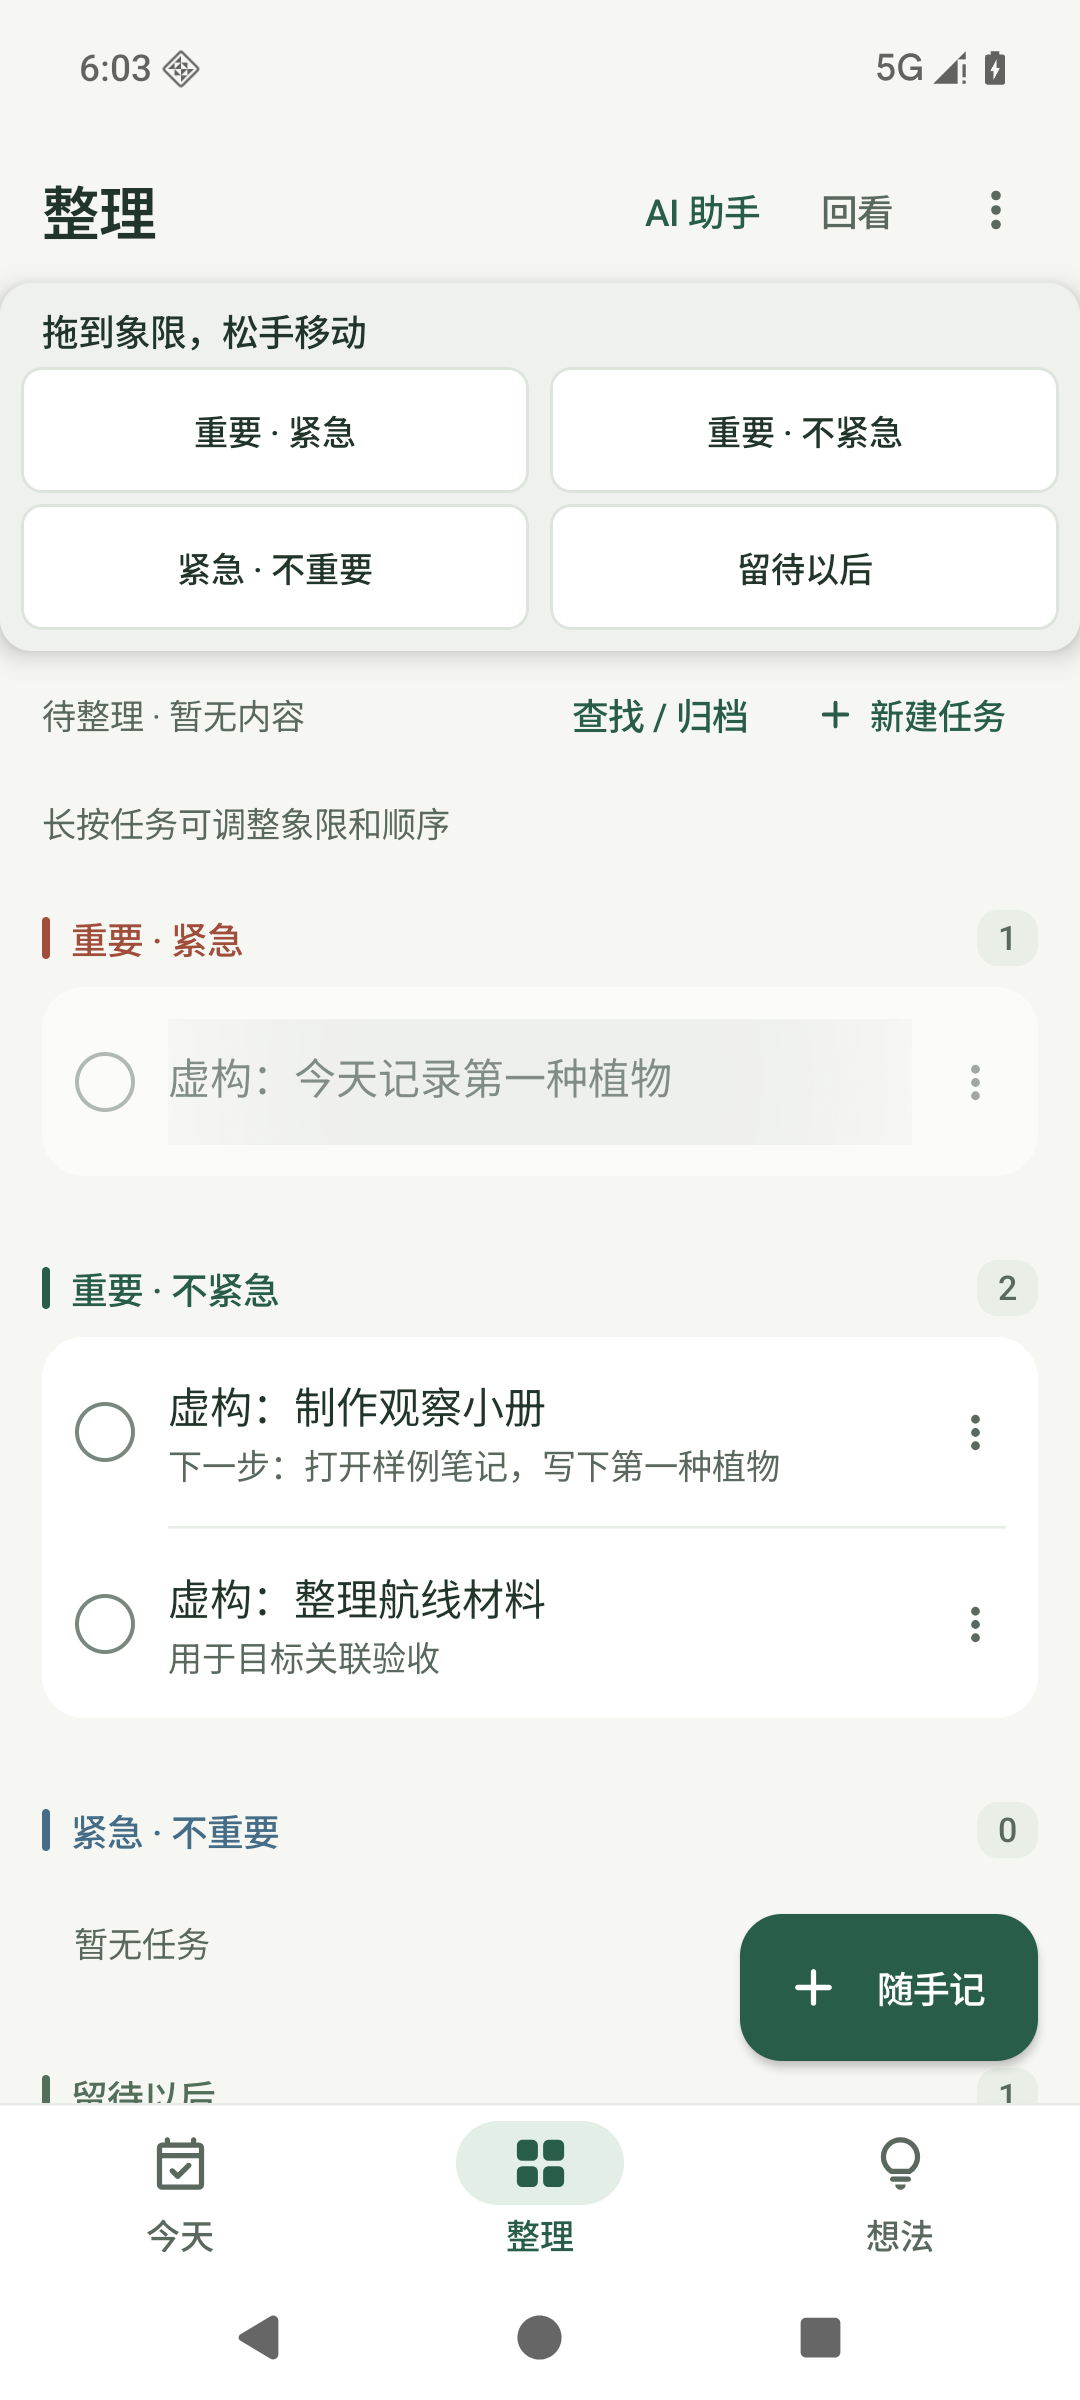 6:03
5G
整理
AI 助手
回看
拖到象限，松手移动
重要 · 紧急
重要 · 不紧急
紧急 · 不重要
留待以后
待整理 · 暂无内容
查找 / 归档
新建任务
长按任务可调整象限和顺序
重要 · 紧急
1
虚构：今天记录第一种植物
重要 · 不紧急
2
虚构：制作观察小册
下一步：打开样例笔记，写下第一种植物
虚构：整理航线材料
用于目标关联验收
紧急 · 不重要
0
暂无任务
随手记
留待以后
1
今天
整理
想法